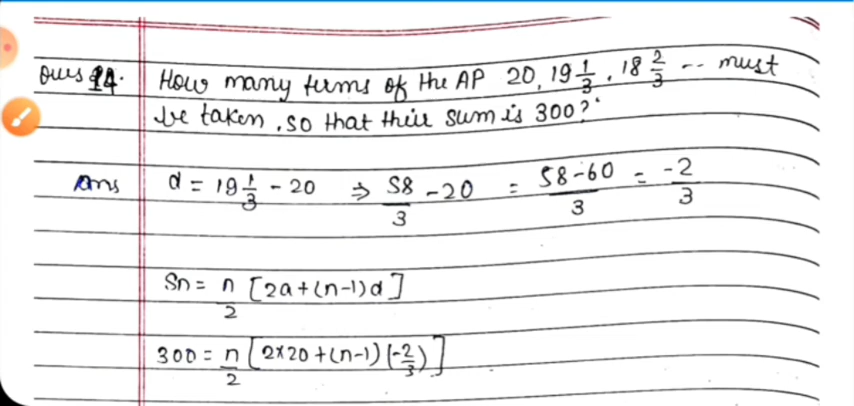 Ques 14. How many terms of the AP 20, 19 1/3, 18 2/3 -- must
be taken, so that their sum is 300?
Ans d = 19 1/3 - 20 ⇒ 58/3 - 20 = 58-60/3 = -2/3
Sn = n/2 [2a+(n-1)d]
300 = n/2 [2×20+(n-1)(-2/3)]